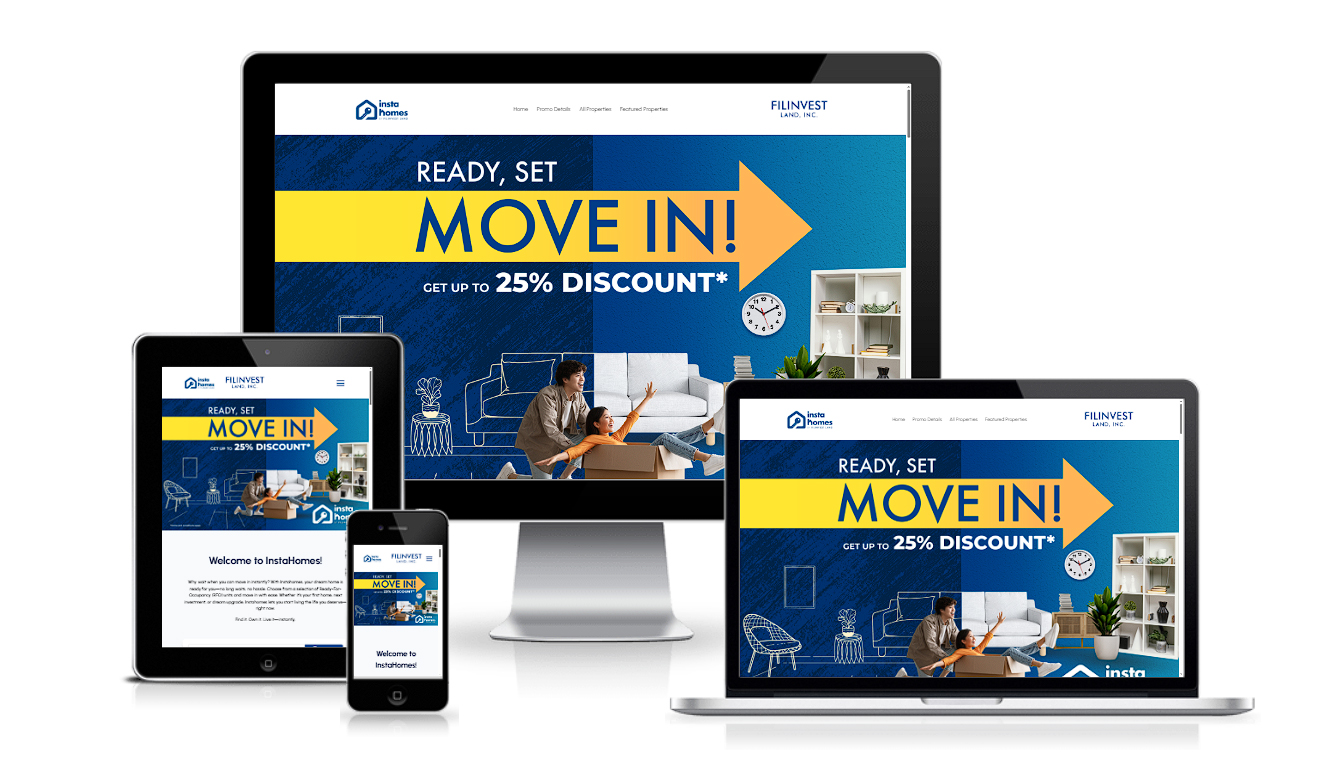 insta
homes
Home Promo Details All Properties Featured Properties
FILINVEST
LAND, INC.
READY, SET
MOVE IN!
GET UP TO 25% DISCOUNT*
insta
homes
FILINVEST
LAND, INC.
READY, SET
MOVE IN!
GET UP TO 25% DISCOUNT*
insta
Welcome to InstaHomes!
Why wait when you can move in instantly? With InstaHomes, your dream home is
ready for you—no long waits, no hassle. Choose from a selection of Ready-For-
Occupancy (RFO) units and move in with ease. Whether it's your first home, next
investment, or dream upgrade, InstaHomes lets you start living the life you deserve—
right now.
Find it. Own it. Live it—instantly.
insta
homes
FILINVEST
LAND, INC.
READY, SET
MOVE IN!
25% DISCOUNT*
insta
homes
Welcome to
InstaHomes!
insta
homes
Home Promo Details All Properties Featured Properties
FILINVEST
LAND, INC.
READY, SET
MOVE IN!
GET UP TO 25% DISCOUNT*
insta